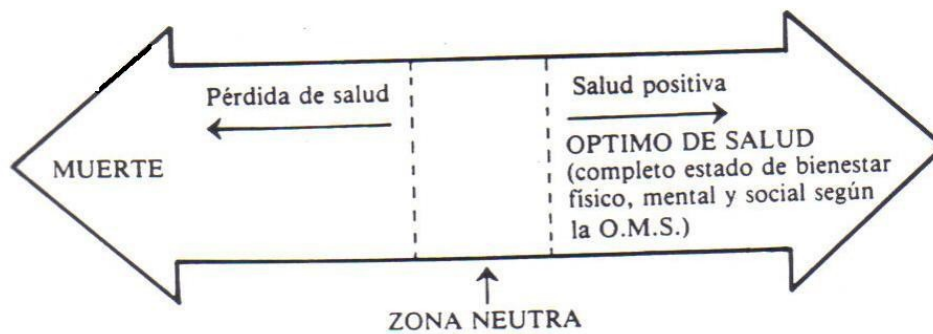 Pérdida de salud
MUERTE
Salud positiva
OPTIMO DE SALUD
(completo estado de bienestar
físico, mental y social según
la O.M.S.)
ZONA NEUTRA